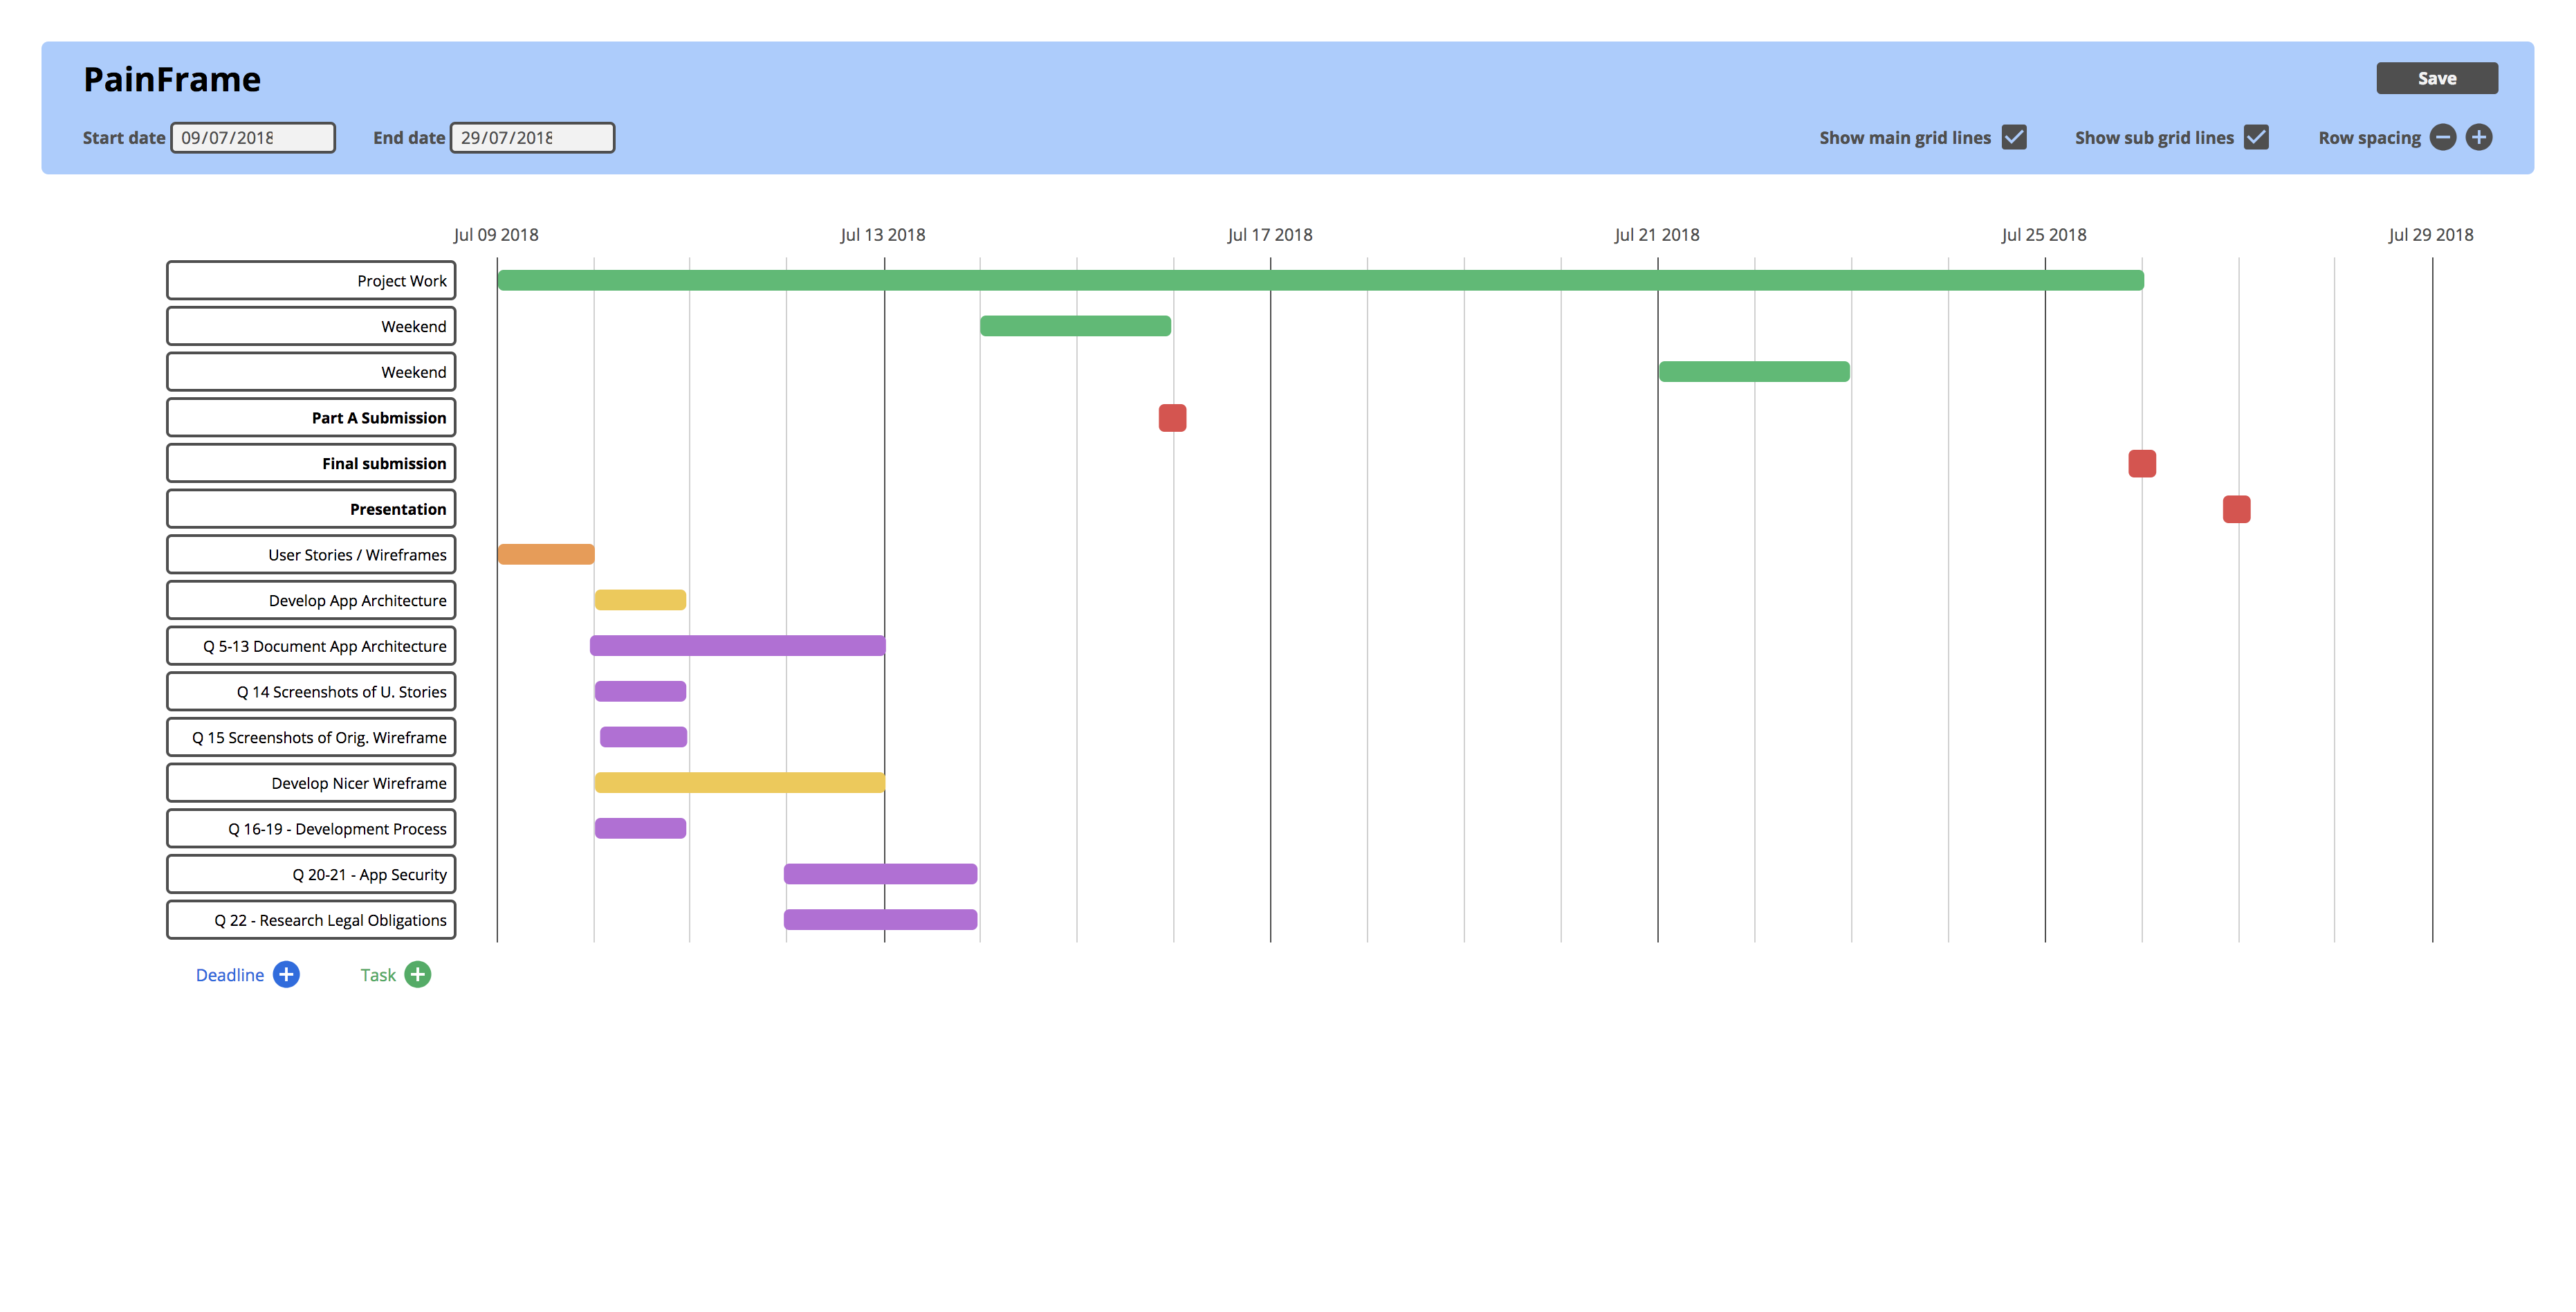 PainFrame
Save
Start date 09/07/2018 End date 29/07/2018 Show main grid lines Show sub grid lines Row spacing
Jul 09 2018 Jul 13 2018 Jul 17 2018 Jul 21 2018 Jul 25 2018 Jul 29 2018
Project Work
Weekend
Weekend
Part A Submission
Final submission
Presentation
User Stories / Wireframes
Develop App Architecture
Q 5-13 Document App Architecture
Q 14 Screenshots of U. Stories
Q 15 Screenshots of Orig. Wireframe
Develop Nicer Wireframe
Q 16-19 - Development Process
Q 20-21 - App Security
Q 22 - Research Legal Obligations
Deadline Task